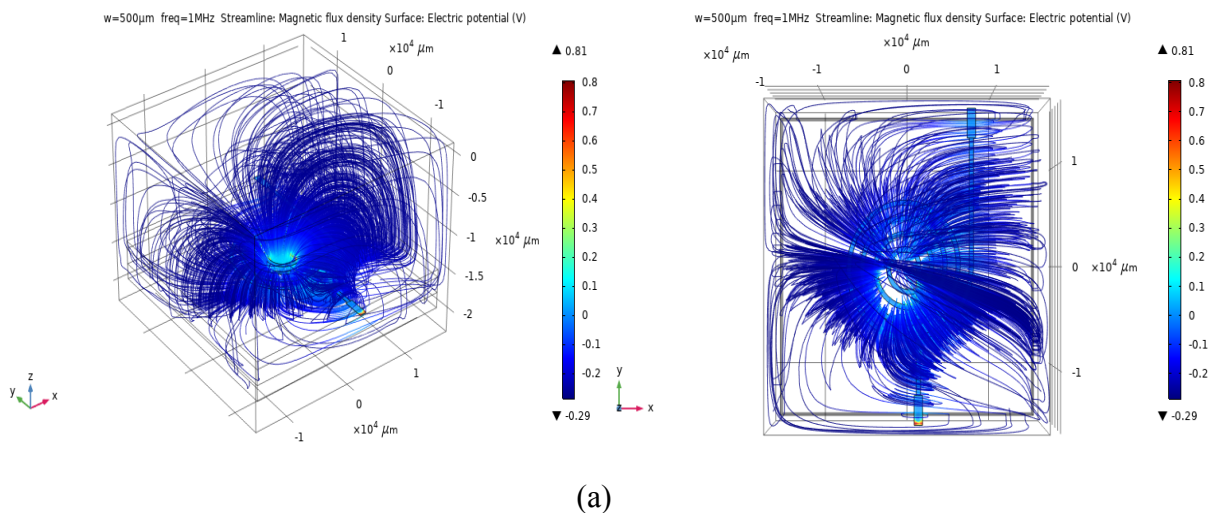 w=500μm freq=1MHz Streamline: Magnetic flux density Surface: Electric potential (V)
1
×10⁴ μm
0
-1
0
-0.5
-1
×10⁴ μm
-1.5
-2
1
0
×10⁴ μm
-1
z
y
x
▲ 0.81
0.8
0.7
0.6
0.5
0.4
0.3
0.2
0.1
0
-0.1
-0.2
▼ -0.29
w=500μm freq=1MHz Streamline: Magnetic flux density Surface: Electric potential (V)
×10⁴ μm
×10⁴ μm
-1
-1
0
1
1
0
×10⁴ μm
-1
y
z
x
▲ 0.81
0.8
0.7
0.6
0.5
0.4
0.3
0.2
0.1
0
-0.1
-0.2
▼ -0.29
(a)